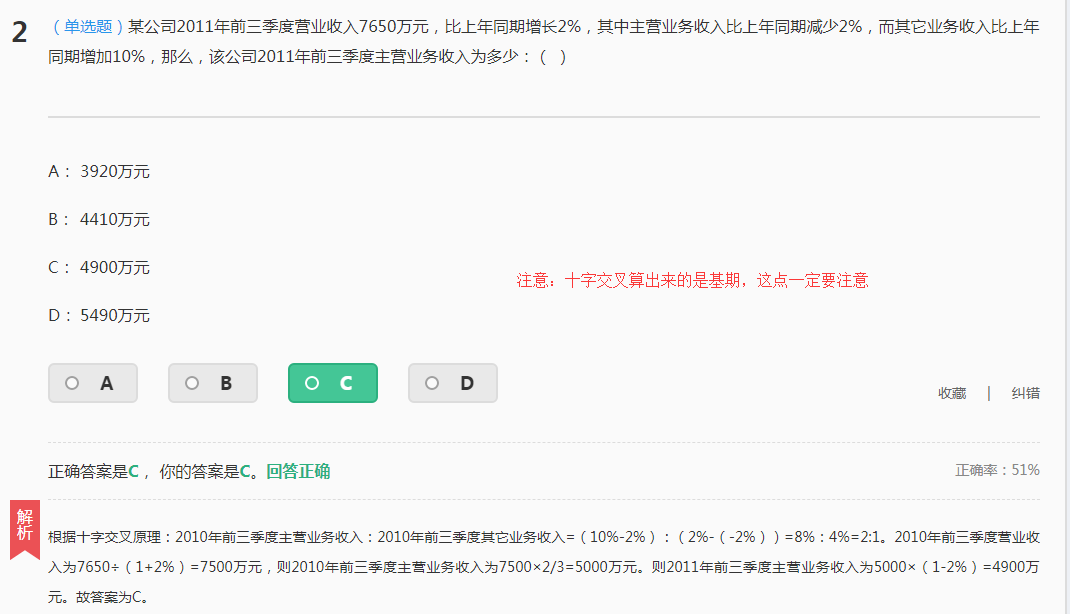 2
（单选题）某公司2011年前三季度营业收入7650万元，比上年同期增长2%，其中主营业务收入比上年同期减少2%，而其它业务收入比上年
同期增加10%，那么，该公司2011年前三季度主营业务收入为多少：（　）
A： 3920万元
B： 4410万元
C： 4900万元
注意：十字交叉算出来的是基期，这点一定要注意
D： 5490万元
A B C D
收藏 | 纠错
正确答案是C， 你的答案是C。回答正确 正确率：51%
解析
根据十字交叉原理：2010年前三季度主营业务收入：2010年前三季度其它业务收入=（10%-2%）:（2%-（-2%））=8%：4%=2:1。2010年前三季度营业收
入为7650÷（1+2%）=7500万元，则2010年前三季度主营业务收入为7500×2/3=5000万元。则2011年前三季度主营业务收入为5000×（1-2%）=4900万
元。故答案为C。